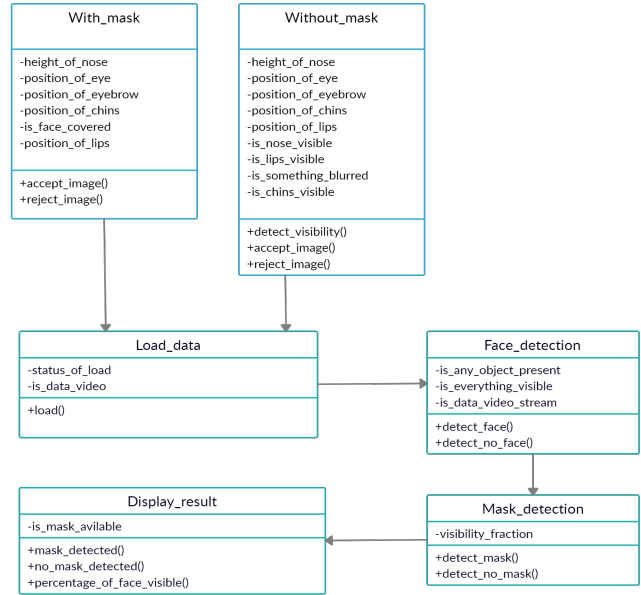 With_mask
-height_of_nose
-position_of_eye
-position_of_eyebrow
-position_of_chins
-is_face_covered
-position_of_lips
+accept_image()
+reject_image()
Without_mask
-height_of_nose
-position_of_eye
-position_of_eyebrow
-position_of_chins
-position_of_lips
-is_nose_visible
-is_lips_visible
-is_something_blurred
-is_chins_visible
+detect_visibility()
+accept_image()
+reject_image()
Load_data
-status_of_load
-is_data_video
+load()
Face_detection
-is_any_object_present
-is_everything_visible
-is_data_video_stream
+detect_face()
+detect_no_face()
Display_result
-is_mask_avilable
+mask_detected()
+no_mask_detected()
+percentage_of_face_visible()
Mask_detection
-visibility_fraction
+detect_mask()
+detect_no_mask()